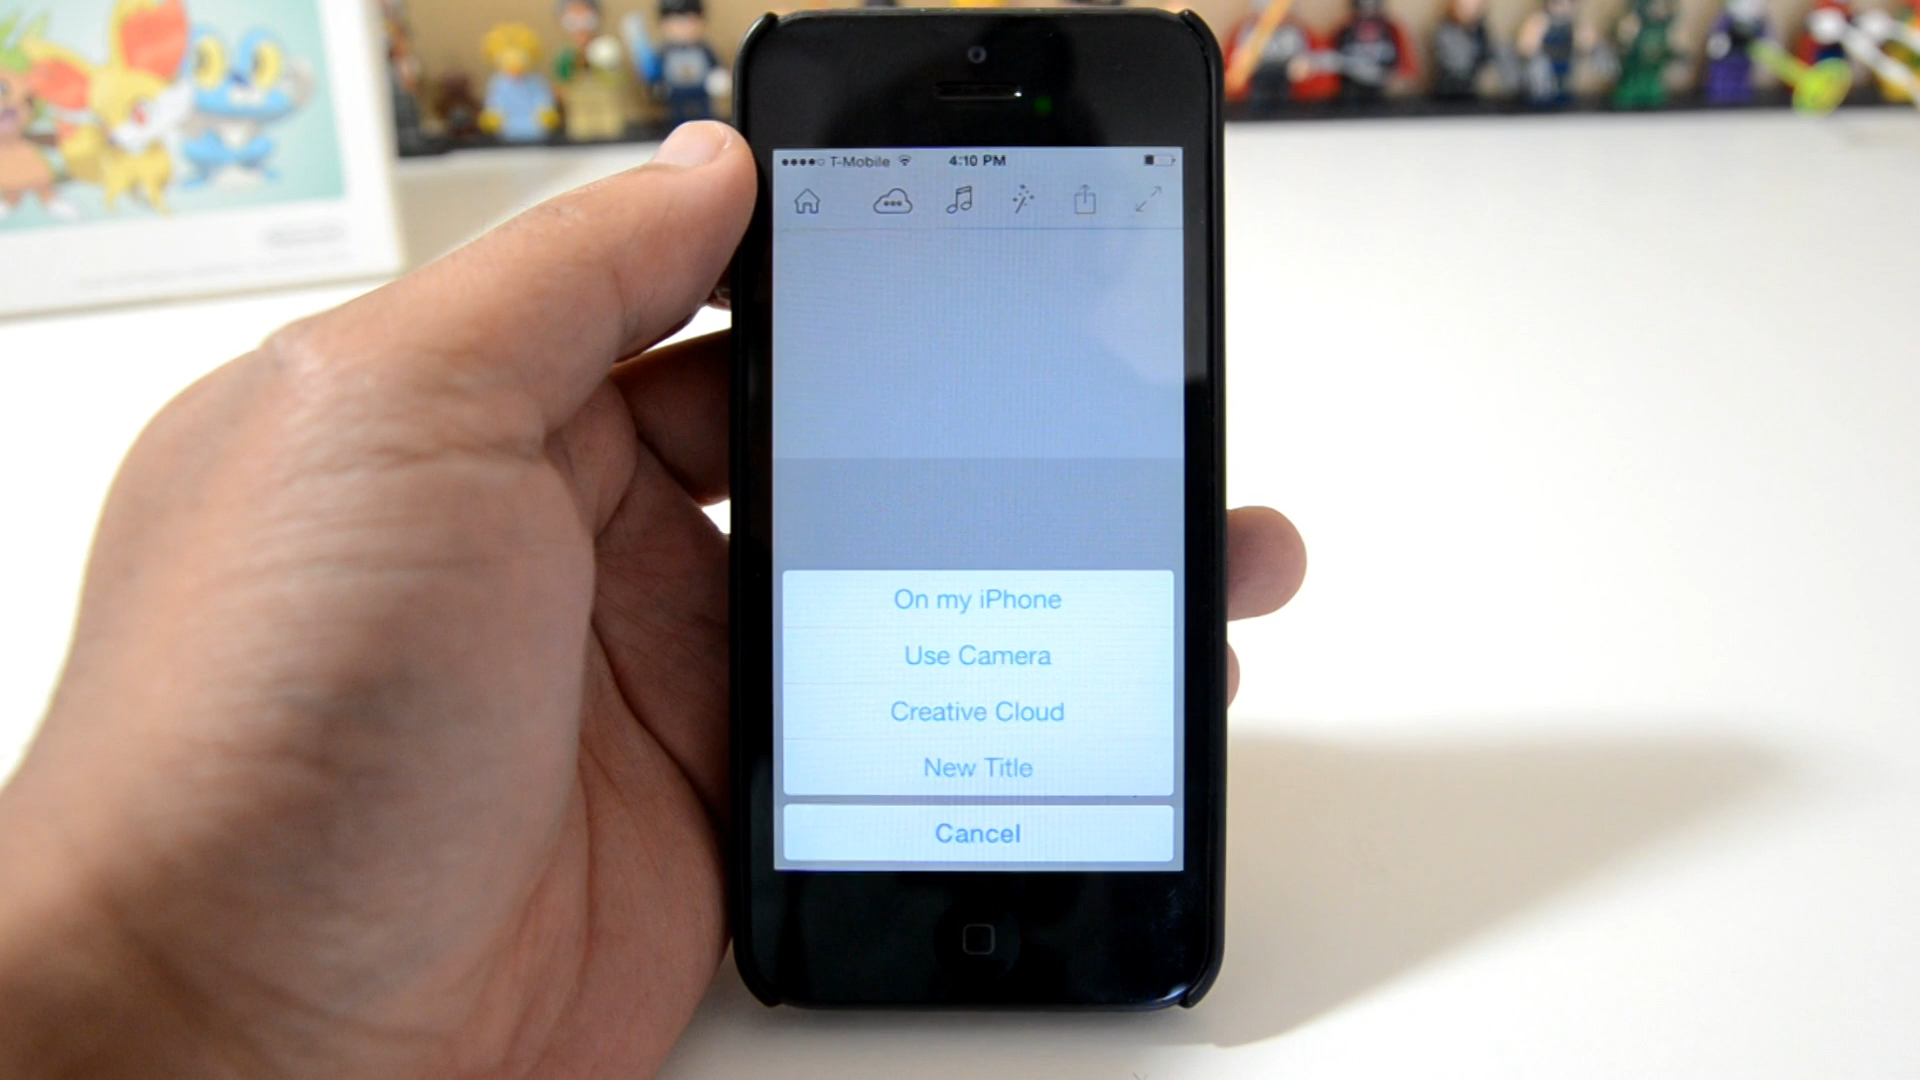 T-Mobile 4:10 PM
On my iPhone
Use Camera
Creative Cloud
New Title
Cancel